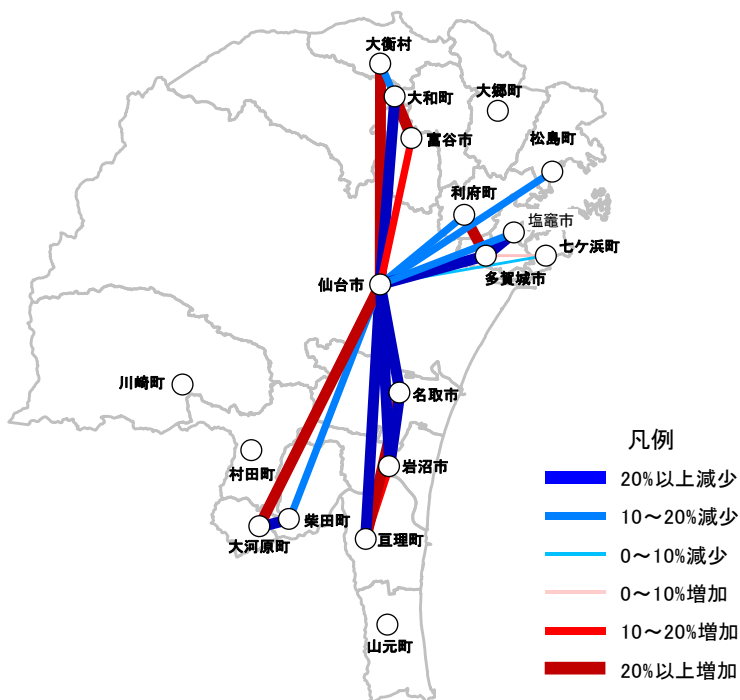 大衡村
大和町
大郷町
富谷市
松島町
利府町
塩竈市
七ケ浜町
多賀城市
仙台市
川崎町
名取市
村田町
岩沼市
柴田町
大河原町
亘理町
山元町
凡例
20%以上減少
10～20%減少
0～10%減少
0～10%増加
10～20%増加
20%以上増加